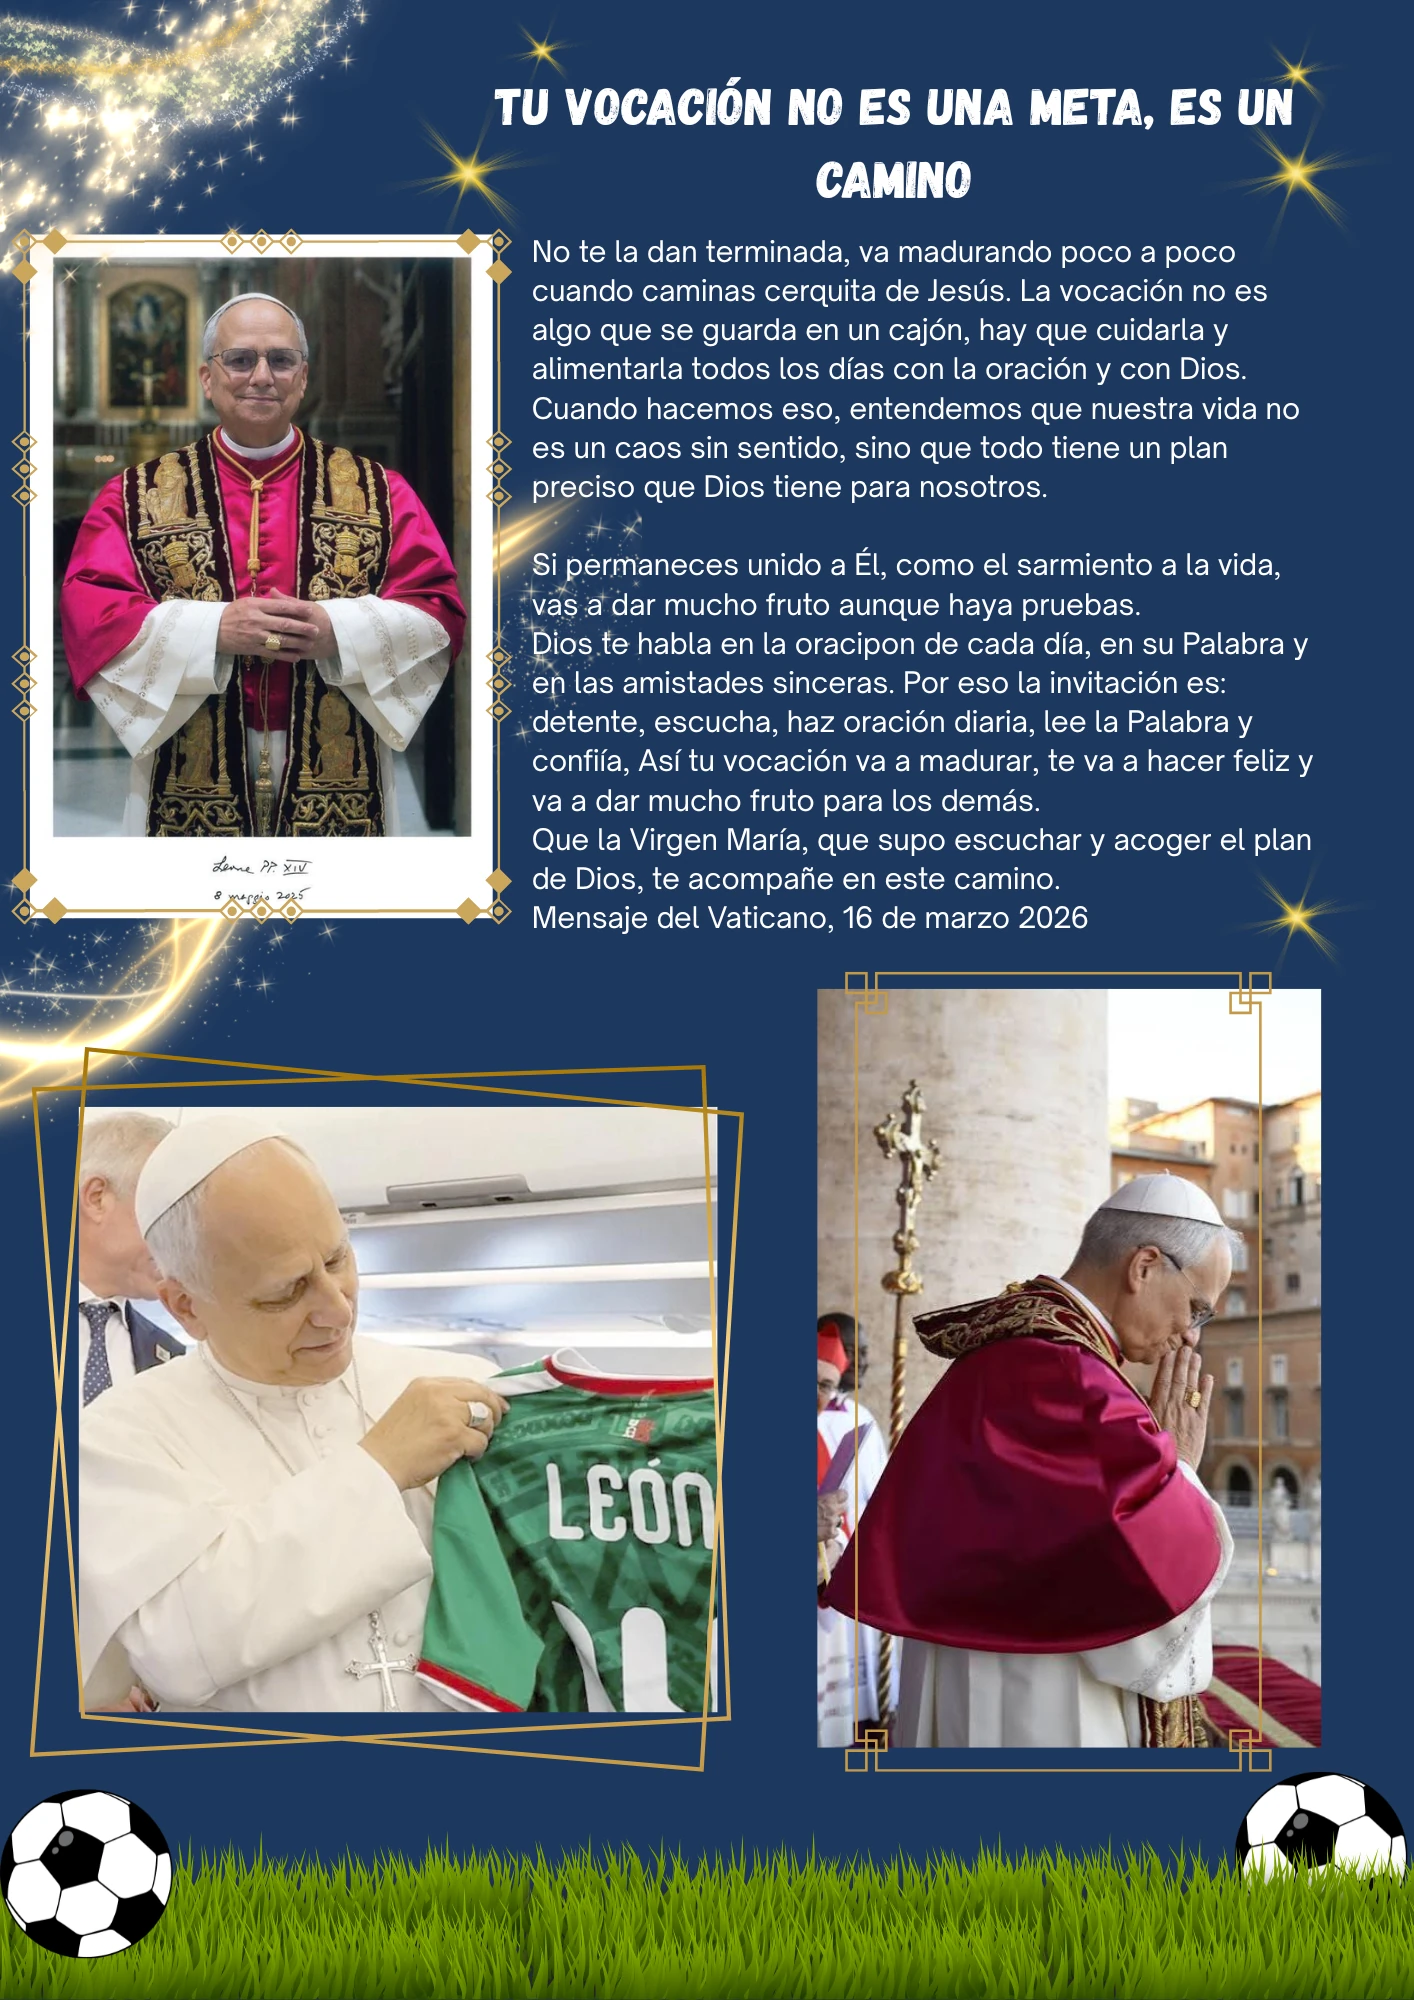 TU VOCACIÓN NO ES UNA META, ES UN
CAMINO
No te la dan terminada, va madurando poco a poco
cuando caminas cerquita de Jesús. La vocación no es
algo que se guarda en un cajón, hay que cuidarla y
alimentarla todos los días con la oración y con Dios.
Cuando hacemos eso, entendemos que nuestra vida no
es un caos sin sentido, sino que todo tiene un plan
preciso que Dios tiene para nosotros.
Si permaneces unido a Él, como el sarmiento a la vida,
vas a dar mucho fruto aunque haya pruebas.
Dios te habla en la oracipon de cada día, en su Palabra y
en las amistades sinceras. Por eso la invitación es:
detente, escucha, haz oración diaria, lee la Palabra y
confiía, Así tu vocación va a madurar, te va a hacer feliz y
va a dar mucho fruto para los demás.
Que la Virgen María, que supo escuchar y acoger el plan
de Dios, te acompañe en este camino.
Mensaje del Vaticano, 16 de marzo 2026
Leone PP. XIV
8 maggio 2025
LEÓN